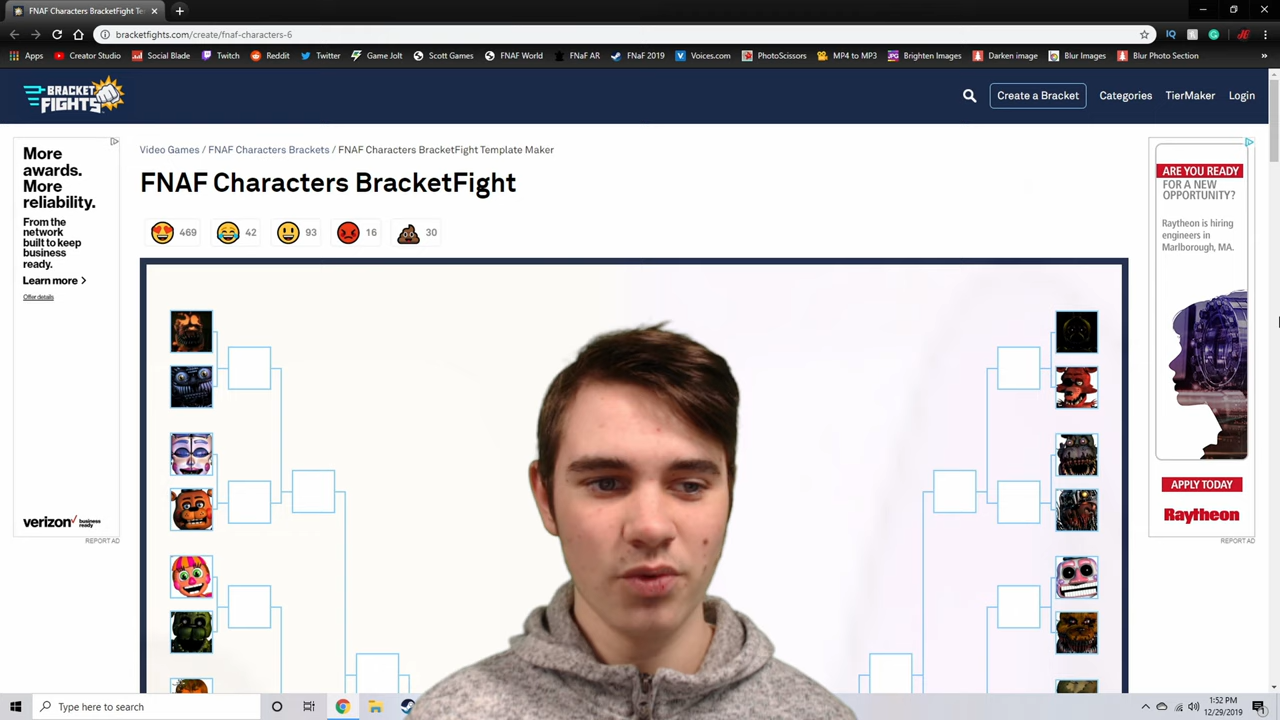 FNAF Characters BracketFight Te
bracketfights.com/create/fnaf-characters-6
Apps
Creator Studio
Social Blade
Twitch
Reddit
Twitter
Game Jolt
Scott Games
FNAF World
FNaF AR
FNaF 2019
Voices.com
PhotoScissors
MP4 to MP3
Brighten Images
Darken image
Blur Images
Blur Photo Section
BRACKET
FIGHTS
Create a Bracket
Categories
TierMaker
Login
Video Games / FNAF Characters Brackets / FNAF Characters BracketFight Template Maker
FNAF Characters BracketFight
469
42
93
16
30
More
awards.
More
reliability.
From the
network
built to keep
business
ready.
Learn more
Offer details
verizon
business
ready
REPORT AD
ARE YOU READY
FOR A NEW
OPPORTUNITY?
Raytheon is hiring
engineers in
Marlborough, MA.
APPLY TODAY
Raytheon
REPORT AD
Type here to search
1:52 PM
12/29/2019